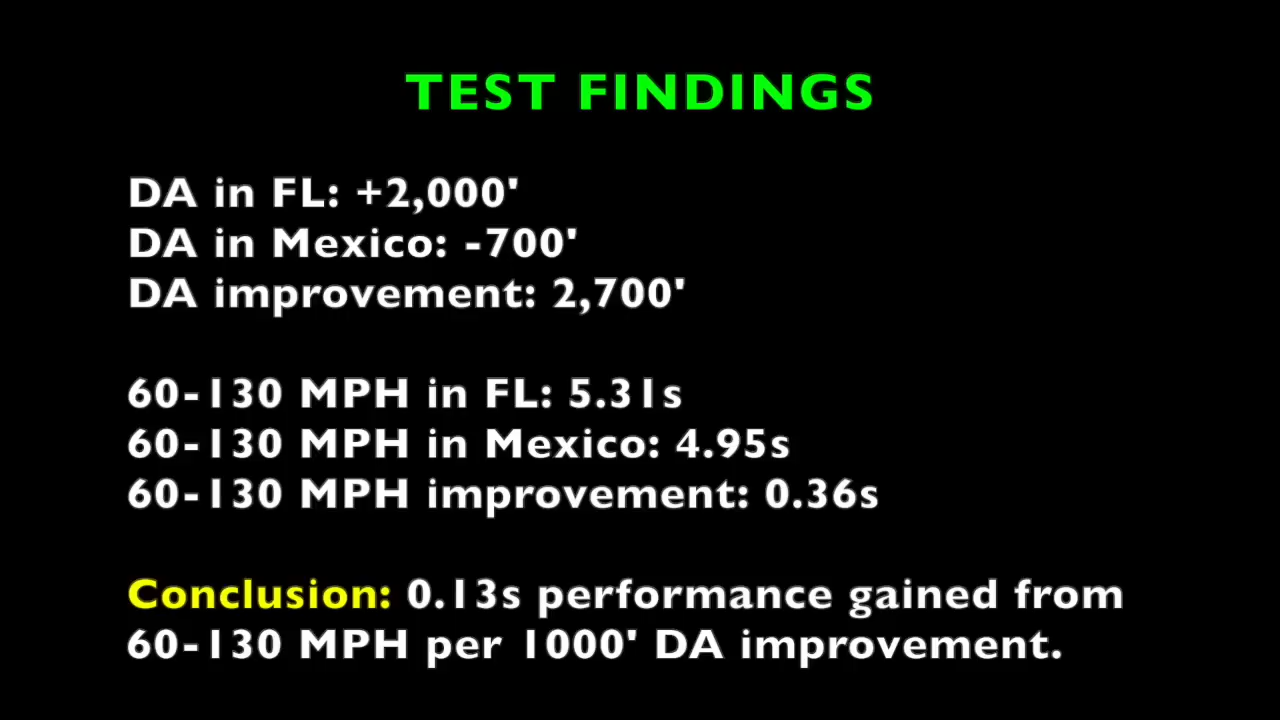 TEST FINDINGS
DA in FL: +2,000'
DA in Mexico: -700'
DA improvement: 2,700'
60-130 MPH in FL: 5.31s
60-130 MPH in Mexico: 4.95s
60-130 MPH improvement: 0.36s
Conclusion: 0.13s performance gained from
60-130 MPH per 1000' DA improvement.